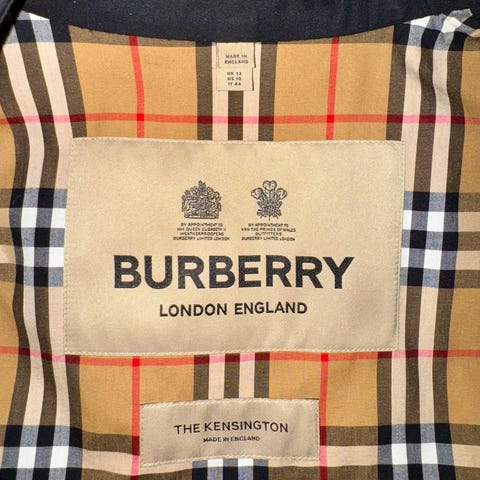 MADE IN
ENGLAND
UK 12
US 10
IT 44
BY APPOINTMENT TO
HM QUEEN ELIZABETH II
WEATHERPROOFERS
BURBERRY LIMITED LONDON
BY APPOINTMENT TO
HRH THE PRINCE OF WALES
OUTFITTERS
BURBERRY LIMITED LONDON
BURBERRY
LONDON ENGLAND
THE KENSINGTON
MADE IN ENGLAND